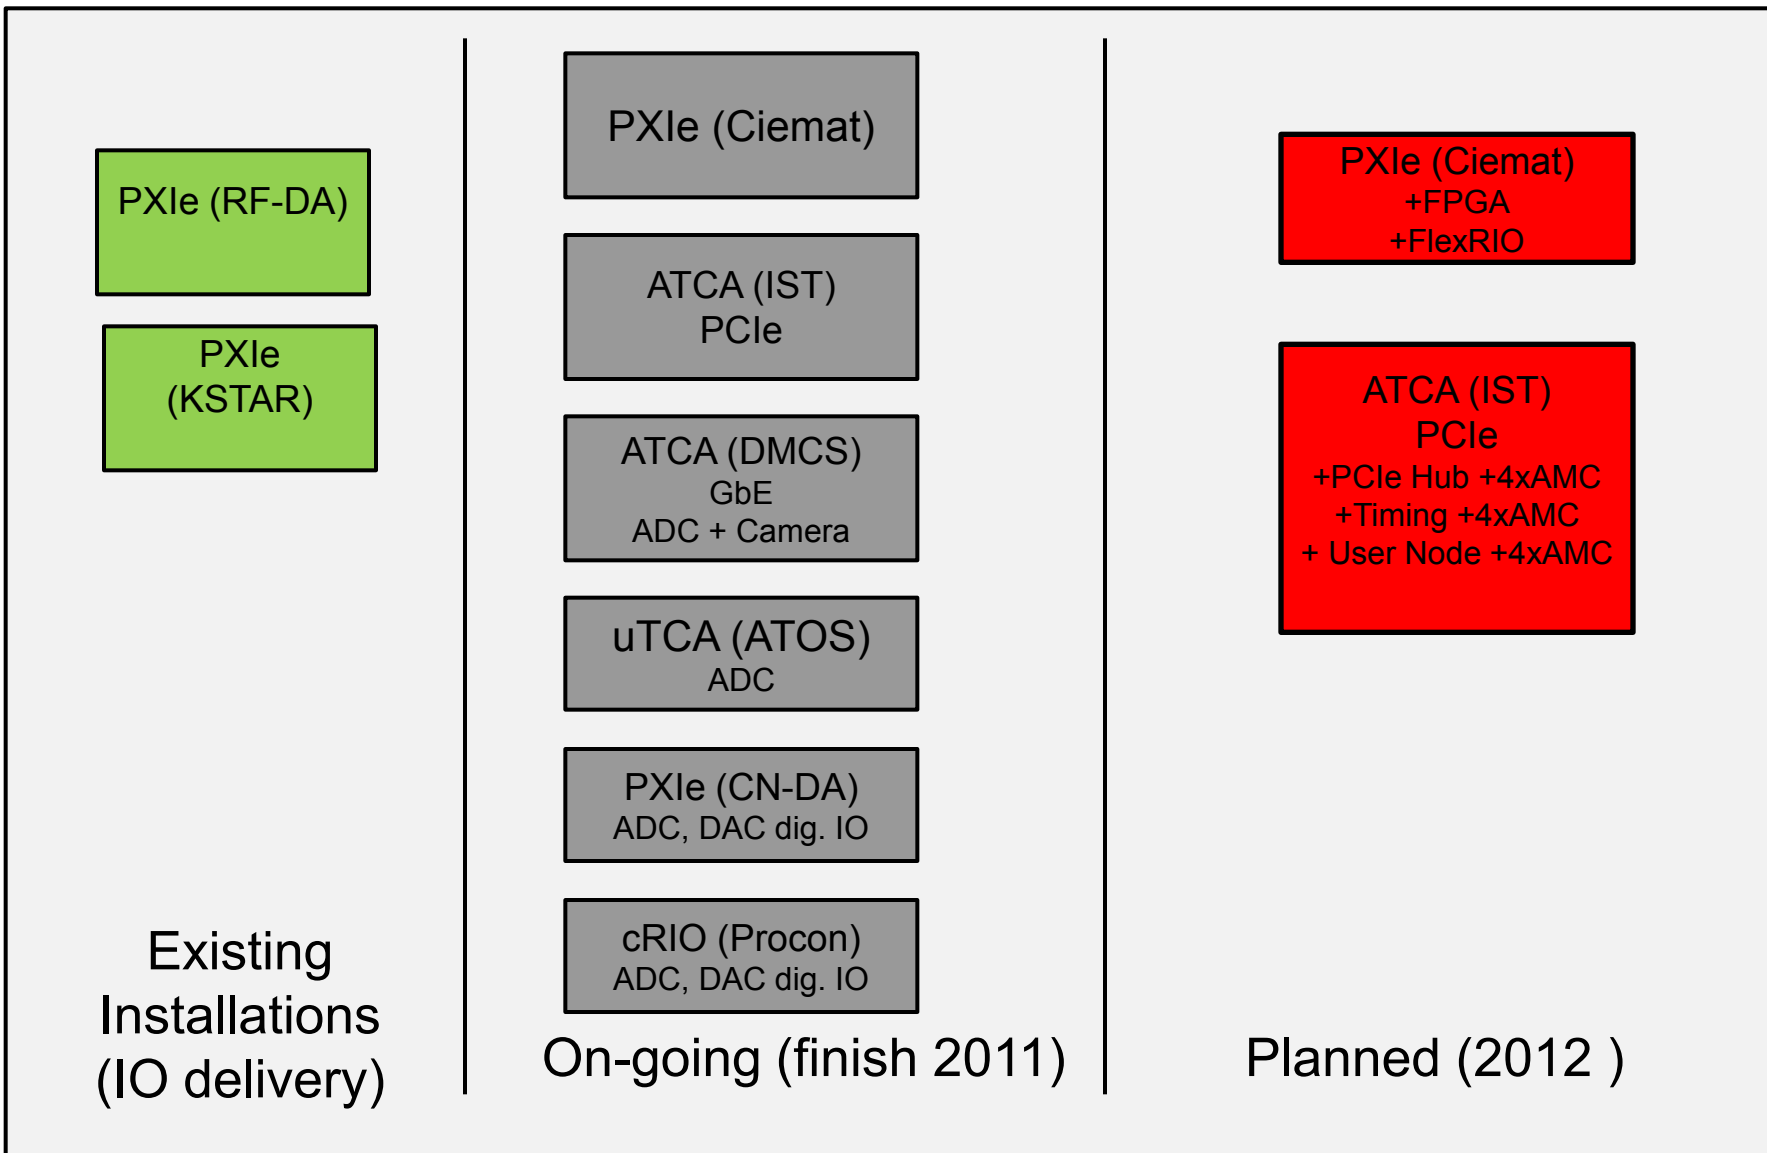 PXIe (RF-DA)
PXIe
(KSTAR)
Existing
Installations
(IO delivery)
PXIe (Ciemat)
ATCA (IST)
PCIe
ATCA (DMCS)
GbE
ADC + Camera
uTCA (ATOS)
ADC
PXIe (CN-DA)
ADC, DAC dig. IO
cRIO (Procon)
ADC, DAC dig. IO
On-going (finish 2011)
PXIe (Ciemat)
+FPGA
+FlexRIO
ATCA (IST)
PCIe
+PCIe Hub +4xAMC
+Timing +4xAMC
+ User Node +4xAMC
Planned (2012 )